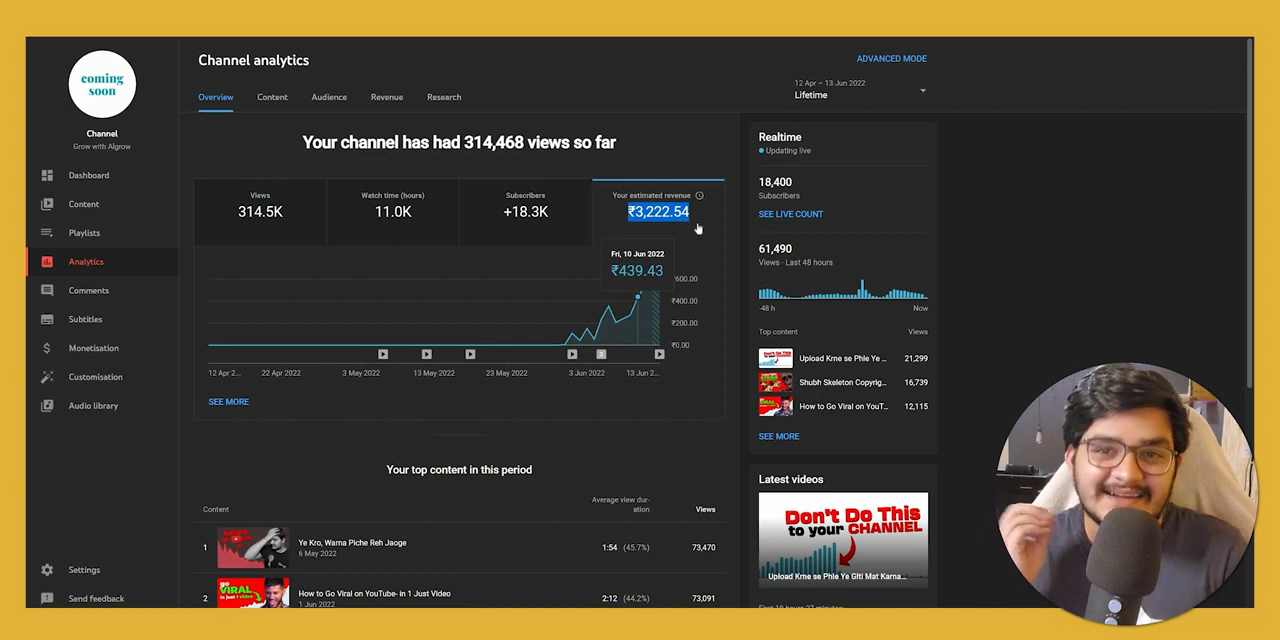 coming
soon
Channel
Grow with Algrow
Dashboard
Content
Playlists
Analytics
Comments
Subtitles
Monetisation
Customisation
Audio library
Settings
Send feedback
Channel analytics
ADVANCED MODE
12 Apr – 13 Jun 2022
Lifetime
Overview Content Audience Revenue Research
Your channel has had 314,468 views so far
Views
314.5K
Watch time (hours)
11.0K
Subscribers
+18.3K
Your estimated revenue
₹3,222.54
Fri, 10 Jun 2022
₹439.43
₹600.00
₹400.00
₹200.00
₹0.00
2
12 Apr 2... 22 Apr 2022 3 May 2022 13 May 2022 23 May 2022 3 Jun 2022 13 Jun 2...
SEE MORE
Your top content in this period
Content Average view dur-
ation Views
1 Ye Kro, Warna Piche Reh Jaoge 1:54 (45.7%) 73,470
6 May 2022
GO
VIRAL
in just 1 video
2 How to Go Viral on YouTube- in 1 Just Video 2:12 (44.2%) 73,091
1 Jun 2022
Realtime
Updating live
18,400
Subscribers
SEE LIVE COUNT
61,490
Views · Last 48 hours
-48 h Now
Top content Views
Upload Krne se Phle Ye ... 21,299
Shubh Skeleton Copyrig... 16,739
How to Go Viral on YouT... 12,115
SEE MORE
Latest videos
Don't Do This
to your CHANNEL
Upload Krne se Phle Ye Glti Mat Karna...